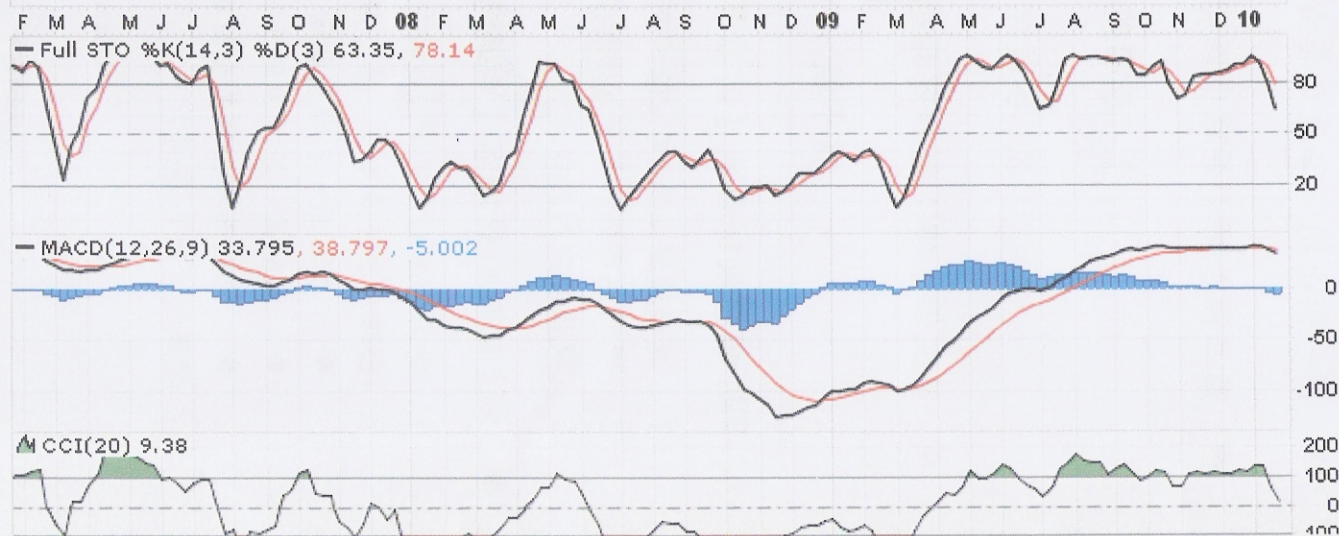 F M A M J J A S O N D 08 F M A M J J A S O N D 09 F M A M J J A S O N D 10
Full STO %K(14,3) %D(3) 63.35, 78.14
80
50
20
MACD(12,26,9) 33.795, 38.797, -5.002
0
-50
-100
CCI(20) 9.38
200
100
0